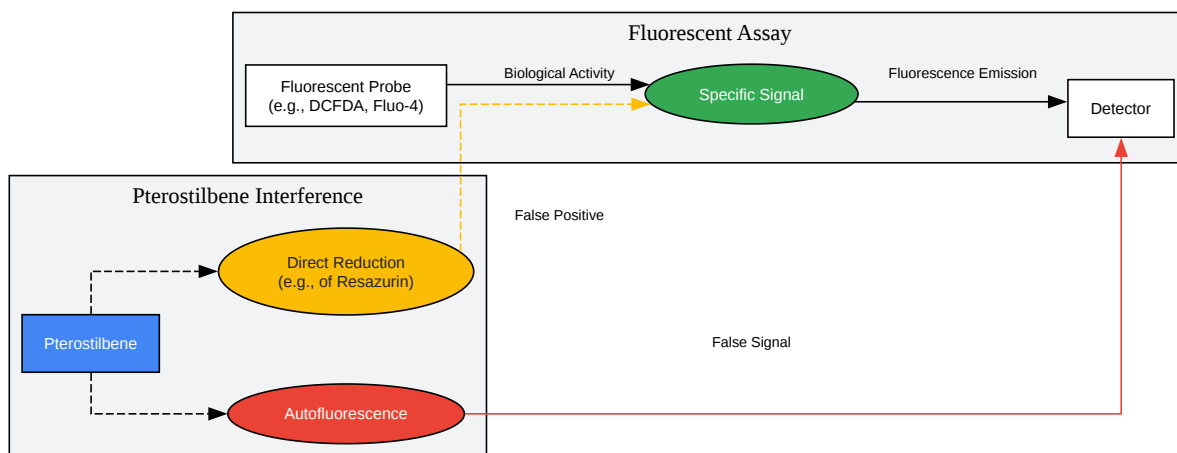 Fluorescent Assay
Fluorescent Probe
(e.g., DCFDA, Fluo-4)
Biological Activity
Specific Signal
Fluorescence Emission
Detector
Pterostilbene Interference
False Positive
Direct Reduction
(e.g., of Resazurin)
Pterostilbene
False Signal
Autofluorescence